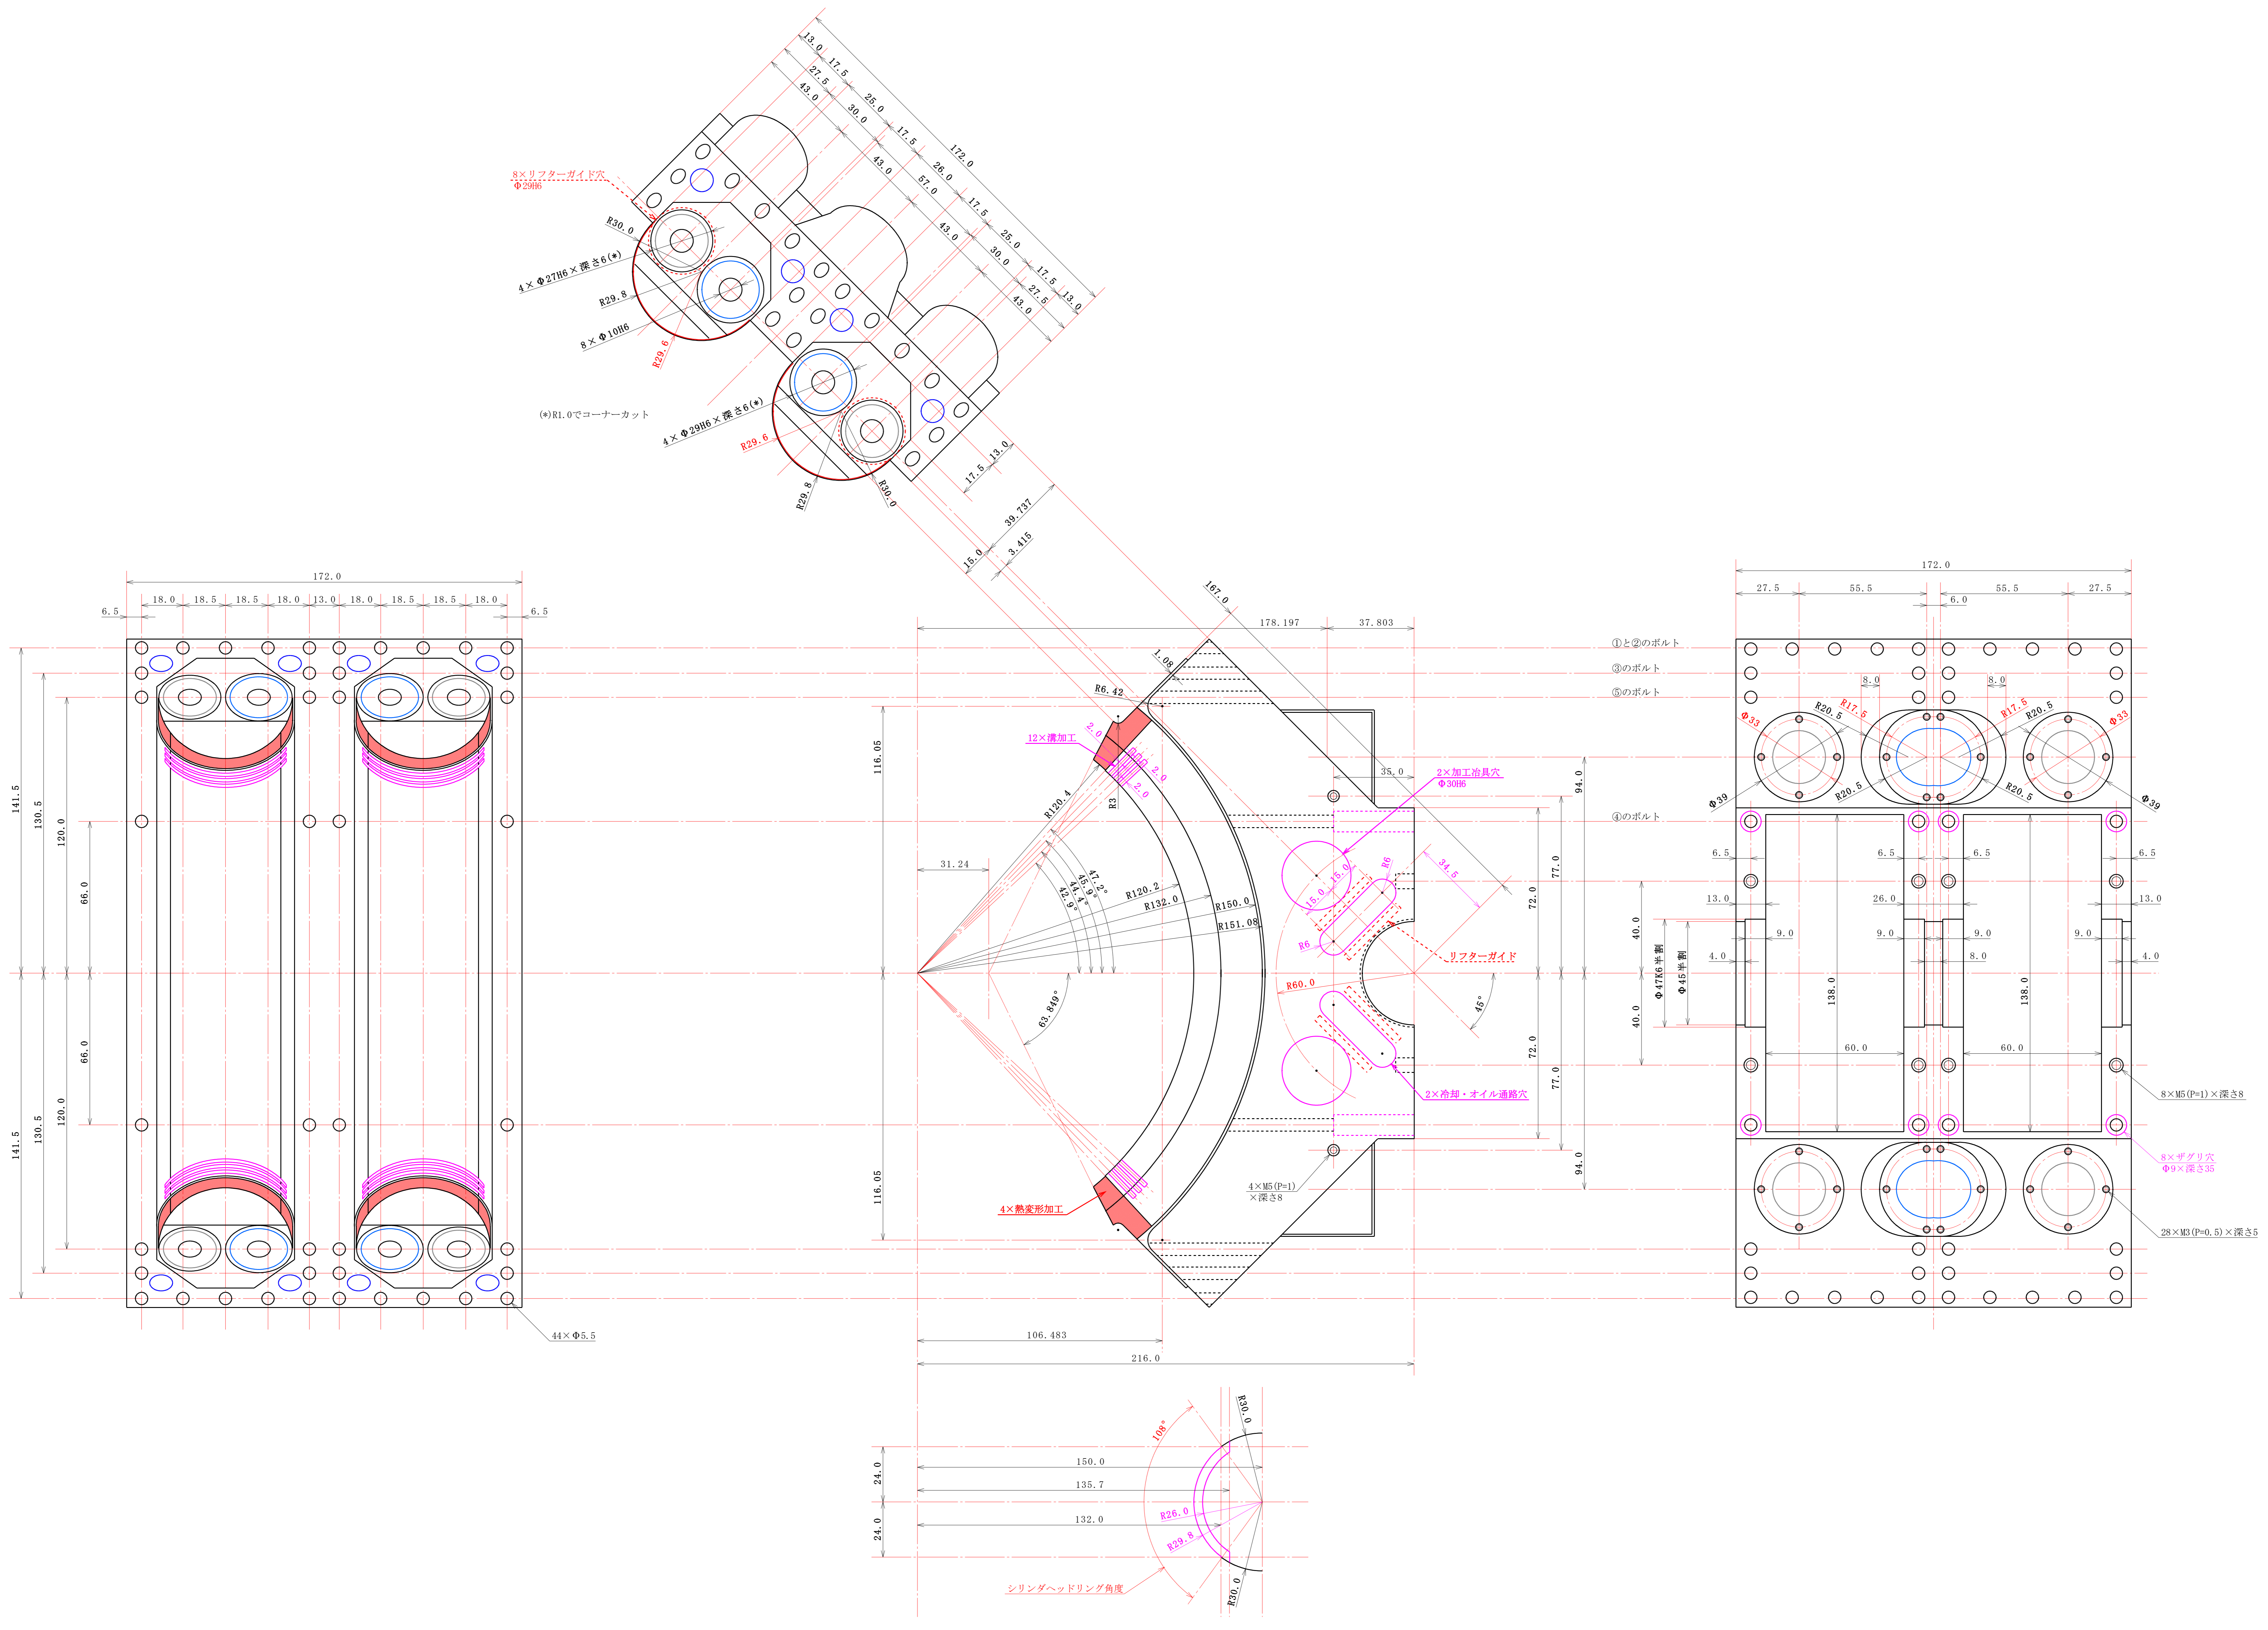 13.0
17.5
25.0
17.5
26.0
17.5
25.0
17.5
13.0
27.5
30.0
57.0
30.0
27.5
43.0
43.0
43.0
43.0
172.0
8×リフターガイド穴
Φ29H6
R30.0
4×Φ27H6×深さ6(*)
R29.8
8×Φ10H6
R29.6
(*)R1.0でコーナーカット
4×Φ29H6×深さ6(*)
R29.6
R29.8
R30.0
17.5
13.0
39.737
15.0
3.415
172.0
6.5
18.0
18.5
18.5
18.0
13.0
18.0
18.5
18.5
18.0
6.5
141.5
130.5
120.0
66.0
66.0
120.0
130.5
141.5
44×Φ5.5
167.0
178.197
37.803
1.08
R6.42
116.05
2.0
12×溝加工
2.0
2.0
R3
R120.4
31.24
47.2°
45.9°
44.4°
42.9°
R120.2
R132.0
R150.0
R151.08
63.849°
35.0
2×加工冶具穴
Φ30H6
15.0
15.0
R6
R6
34.5
リフターガイド
R60.0
45°
2×冷却・オイル通路穴
94.0
77.0
72.0
72.0
77.0
94.0
4×M5(P=1)
×深さ8
116.05
4×熱変形加工
106.483
216.0
①と②のボルト
③のボルト
⑤のボルト
④のボルト
172.0
27.5
55.5
55.5
27.5
6.0
8.0
8.0
Φ33
R20.5
R17.5
R17.5
R20.5
Φ33
Φ39
R20.5
R20.5
Φ39
6.5
6.5
6.5
6.5
13.0
26.0
13.0
40.0
40.0
9.0
9.0
9.0
9.0
4.0
8.0
4.0
Φ47K6半割
Φ45半割
138.0
138.0
60.0
60.0
8×M5(P=1)×深さ8
8×ザグリ穴
Φ9×深さ35
28×M3(P=0.5)×深さ5
108°
R30.0
150.0
135.7
132.0
24.0
24.0
R26.0
R29.8
R30.0
シリンダヘッドリング角度